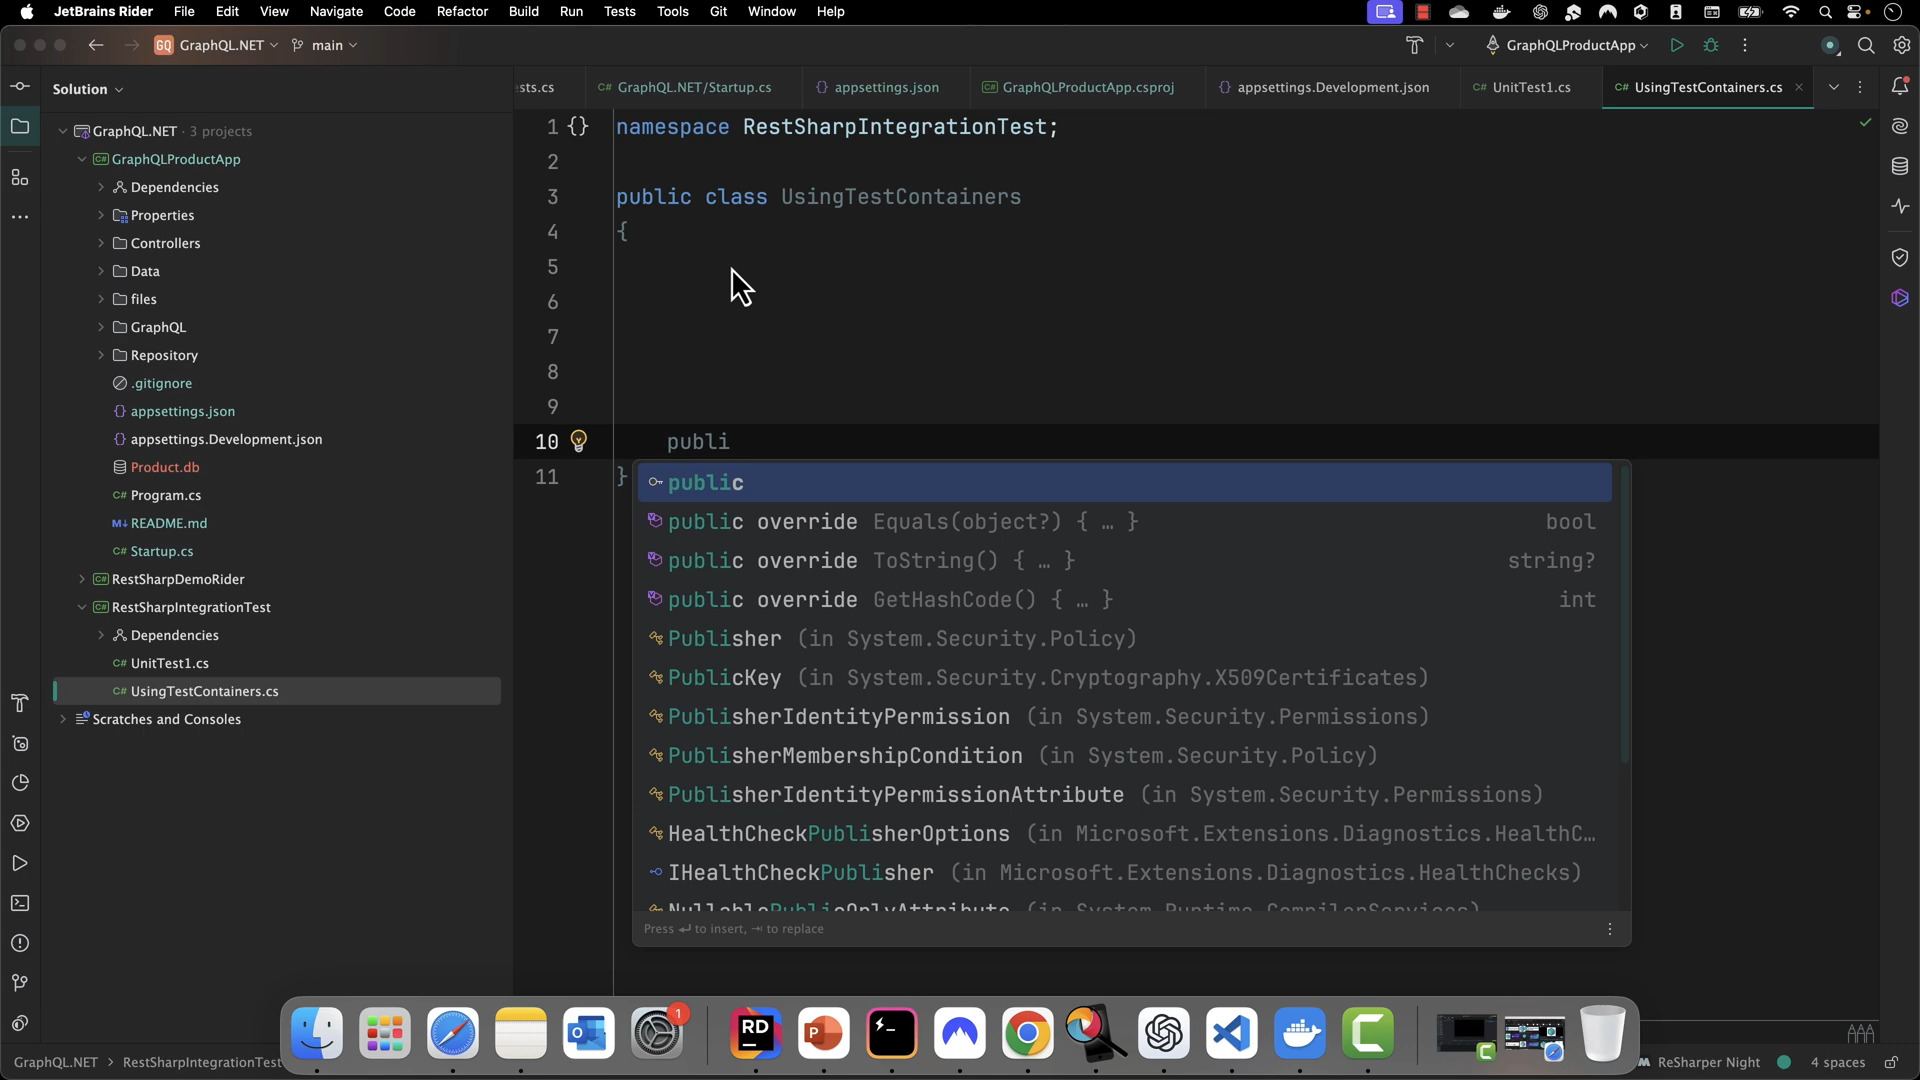 JetBrains Rider File Edit View Navigate Code Refactor Build Run Tests Tools Git Window Help
GQ GraphQL.NET main GraphQLProductApp
Solution
sts.cs C# GraphQL.NET/Startup.cs {} appsettings.json C# GraphQLProductApp.csproj {} appsettings.Development.json C# UnitTest1.cs C# UsingTestContainers.cs
GraphQL.NET · 3 projects
C# GraphQLProductApp
Dependencies
Properties
Controllers
Data
files
GraphQL
Repository
.gitignore
{} appsettings.json
{} appsettings.Development.json
Product.db
C# Program.cs
M↓ README.md
C# Startup.cs
C# RestSharpDemoRider
C# RestSharpIntegrationTest
Dependencies
C# UnitTest1.cs
C# UsingTestContainers.cs
Scratches and Consoles
1 {} namespace RestSharpIntegrationTest;
2
3 public class UsingTestContainers
4 {
5
6
7
8
9
10 publi
11 }
public
public override Equals(object?) { … } bool
public override ToString() { … } string?
public override GetHashCode() { … } int
Publisher (in System.Security.Policy)
PublicKey (in System.Security.Cryptography.X509Certificates)
PublisherIdentityPermission (in System.Security.Permissions)
PublisherMembershipCondition (in System.Security.Policy)
PublisherIdentityPermissionAttribute (in System.Security.Permissions)
HealthCheckPublisherOptions (in Microsoft.Extensions.Diagnostics.HealthC…
IHealthCheckPublisher (in Microsoft.Extensions.Diagnostics.HealthChecks)
NullablePublicOnlyAttribute (in System.Runtime.CompilerServices)
Press ↵ to insert, ⇥ to replace
1
RD
P
GraphQL.NET > RestSharpIntegrationTest
ReSharper Night 4 spaces